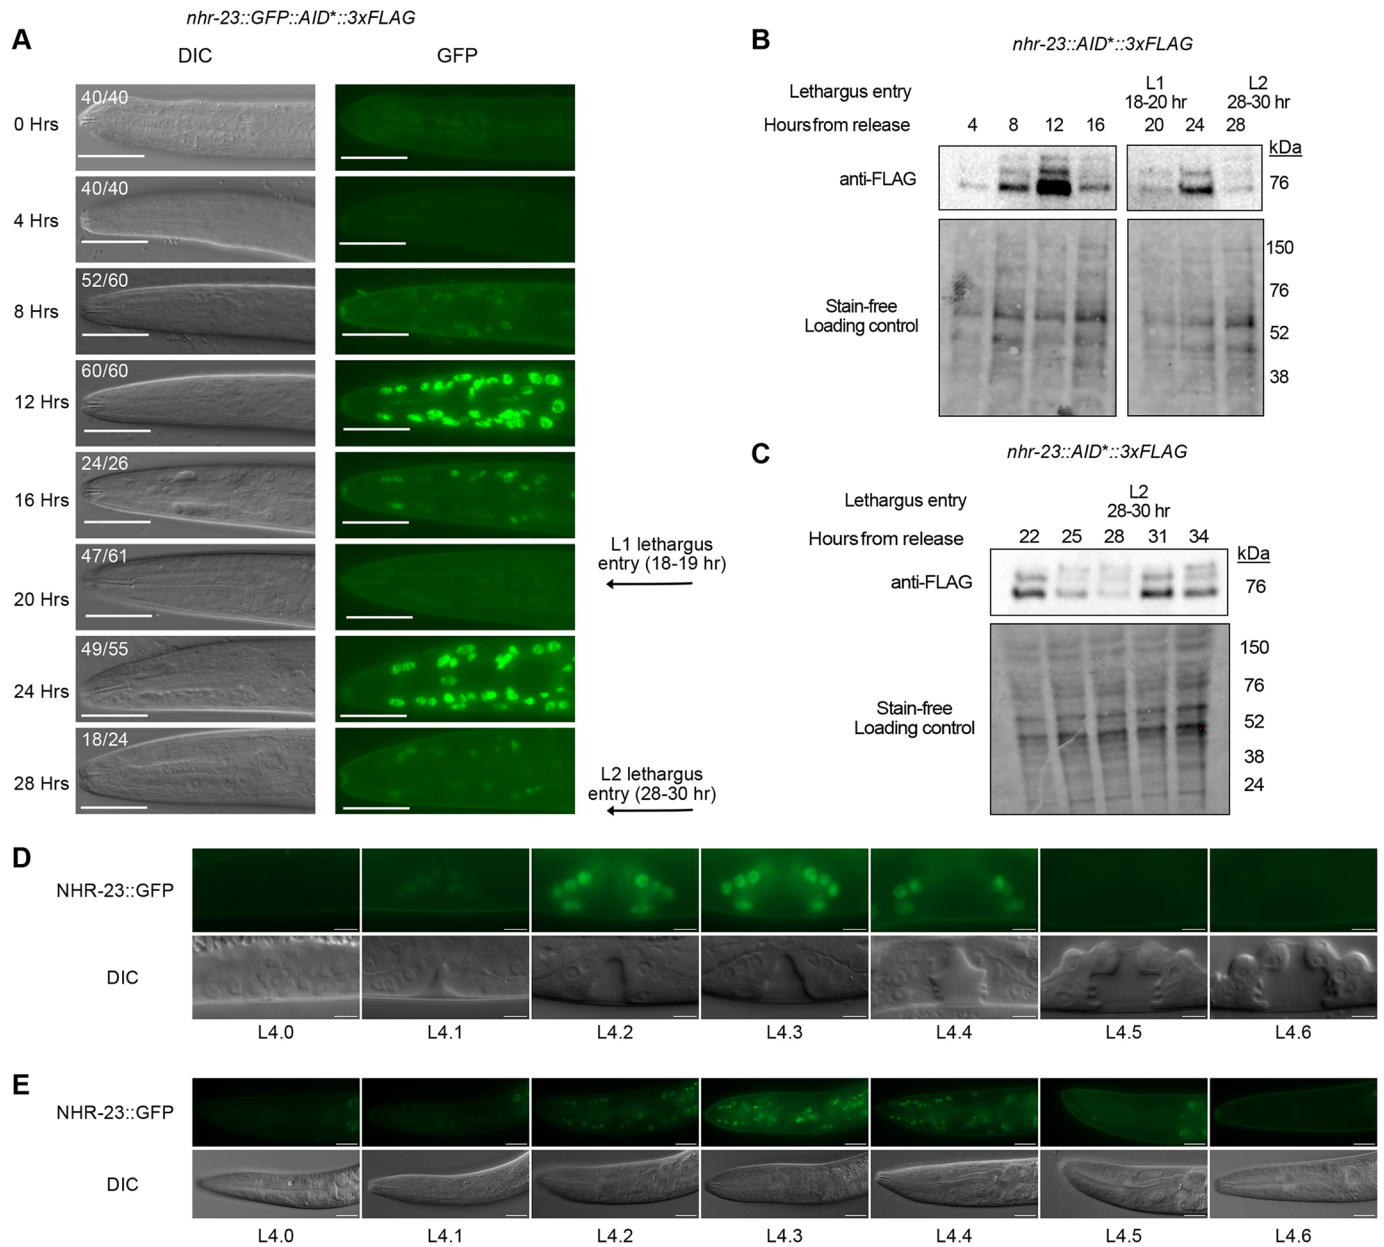 A
nhr-23::GFP::AID*::3xFLAG
DIC GFP
0 Hrs 40/40
4 Hrs 40/40
8 Hrs 52/60
12 Hrs 60/60
16 Hrs 24/26
20 Hrs 47/61
24 Hrs 49/55
28 Hrs 18/24
L1 lethargus
entry (18-19 hr)
L2 lethargus
entry (28-30 hr)
B
nhr-23::AID*::3xFLAG
Lethargus entry
L1 L2
18-20 hr 28-30 hr
Hours from release 4 8 12 16 20 24 28
kDa
anti-FLAG 76
Stain-free
Loading control
150
76
52
38
C
nhr-23::AID*::3xFLAG
Lethargus entry
L2
28-30 hr
Hours from release 22 25 28 31 34
kDa
anti-FLAG 76
Stain-free
Loading control
150
76
52
38
24
D
NHR-23::GFP
DIC
L4.0 L4.1 L4.2 L4.3 L4.4 L4.5 L4.6
E
NHR-23::GFP
DIC
L4.0 L4.1 L4.2 L4.3 L4.4 L4.5 L4.6